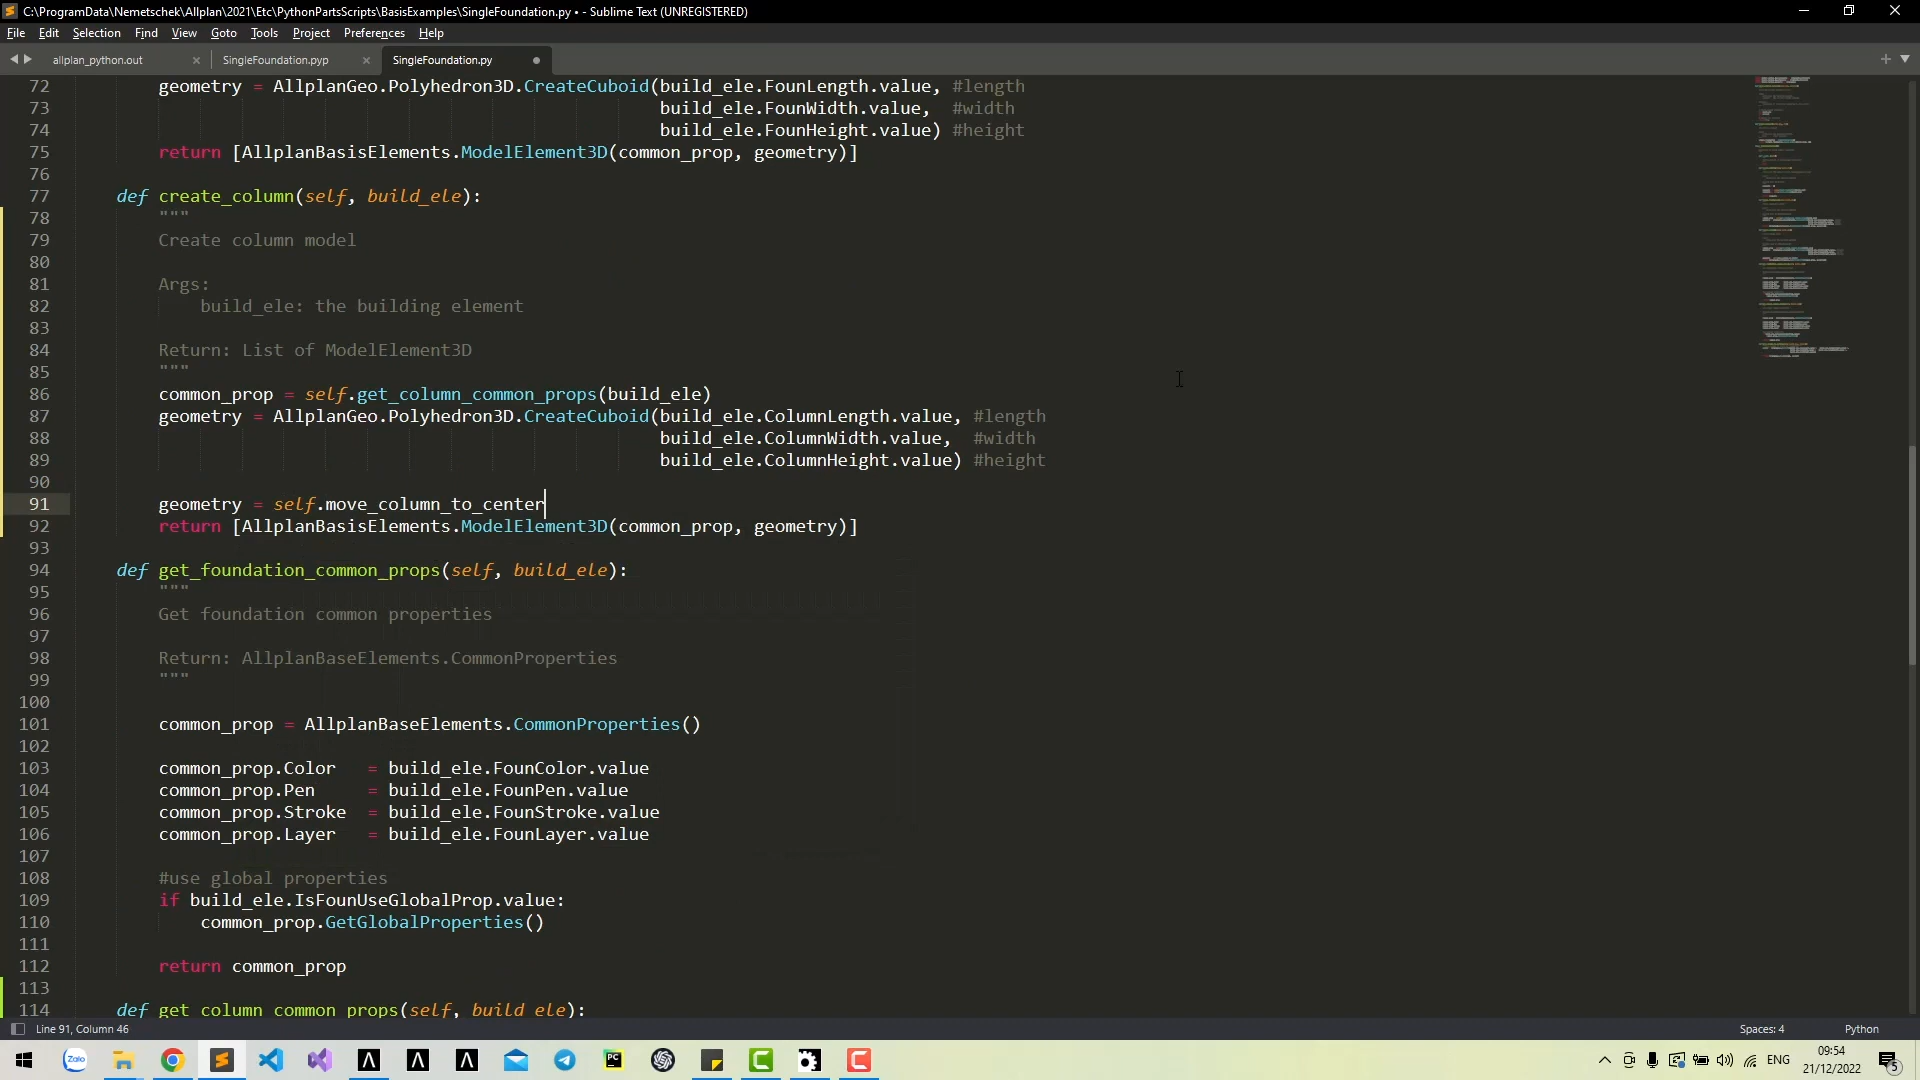 C:\ProgramData\Nemetschek\Allplan\2021\Etc\PythonPartsScripts\BasisExamples\SingleFoundation.py • - Sublime Text (UNREGISTERED)
File Edit Selection Find View Goto Tools Project Preferences Help
allplan_python.out SingleFoundation.pyp SingleFoundation.py
72 geometry = AllplanGeo.Polyhedron3D.CreateCuboid(build_ele.FounLength.value, #length
73 build_ele.FounWidth.value, #width
74 build_ele.FounHeight.value) #height
75 return [AllplanBasisElements.ModelElement3D(common_prop, geometry)]
76
77 def create_column(self, build_ele):
78 """
79 Create column model
80
81 Args:
82 build_ele: the building element
83
84 Return: List of ModelElement3D
85 """
86 common_prop = self.get_column_common_props(build_ele)
87 geometry = AllplanGeo.Polyhedron3D.CreateCuboid(build_ele.ColumnLength.value, #length
88 build_ele.ColumnWidth.value, #width
89 build_ele.ColumnHeight.value) #height
90
91 geometry = self.move_column_to_center
92 return [AllplanBasisElements.ModelElement3D(common_prop, geometry)]
93
94 def get_foundation_common_props(self, build_ele):
95 """
96 Get foundation common properties
97
98 Return: AllplanBaseElements.CommonProperties
99 """
100
101 common_prop = AllplanBaseElements.CommonProperties()
102
103 common_prop.Color = build_ele.FounColor.value
104 common_prop.Pen = build_ele.FounPen.value
105 common_prop.Stroke = build_ele.FounStroke.value
106 common_prop.Layer = build_ele.FounLayer.value
107
108 #use global properties
109 if build_ele.IsFounUseGlobalProp.value:
110 common_prop.GetGlobalProperties()
111
112 return common_prop
113
114 def get_column_common_props(self, build_ele):
Line 91, Column 46 Spaces: 4 Python
Zalo PC ENG 09:54
21/12/2022 5